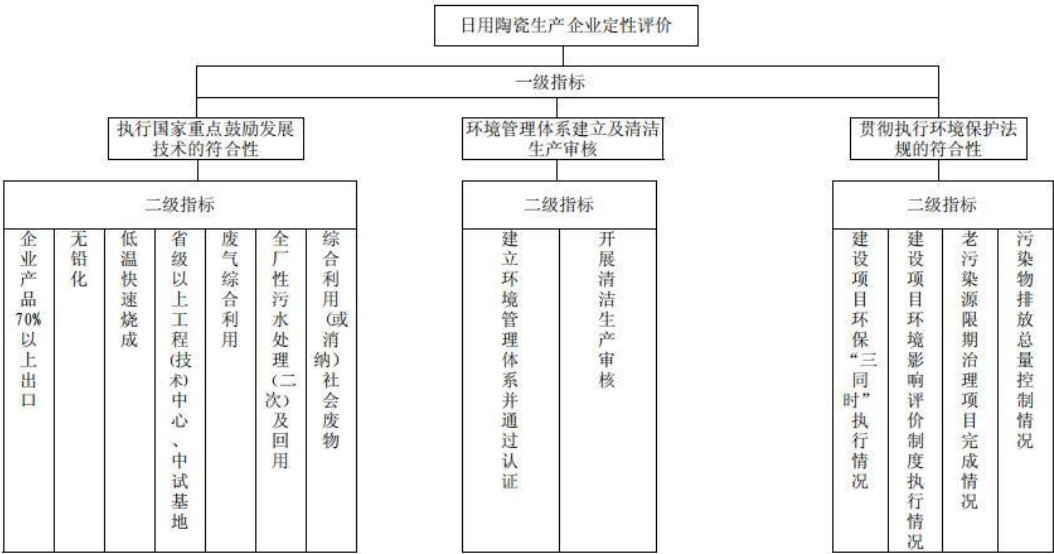 日用陶瓷生产企业定性评价
一级指标
执行国家重点鼓励发展
技术的符合性
环境管理体系建立及清洁
生产审核
贯彻执行环境保护法
规的符合性
二级指标
企业产品70%以上出口
无铅化
低温快速烧成
省级以上工程(技术)中心、中试基地
废气综合利用
全厂性污水处理(二次)及回用
综合利用(或消纳)社会废物
二级指标
建立环境管理体系并通过认证
开展清洁生产审核
二级指标
建设项目环保“三同时”执行情况
建设项目环境影响评价制度执行情况
老污染源限期治理项目完成情况
污染物排放总量控制情况